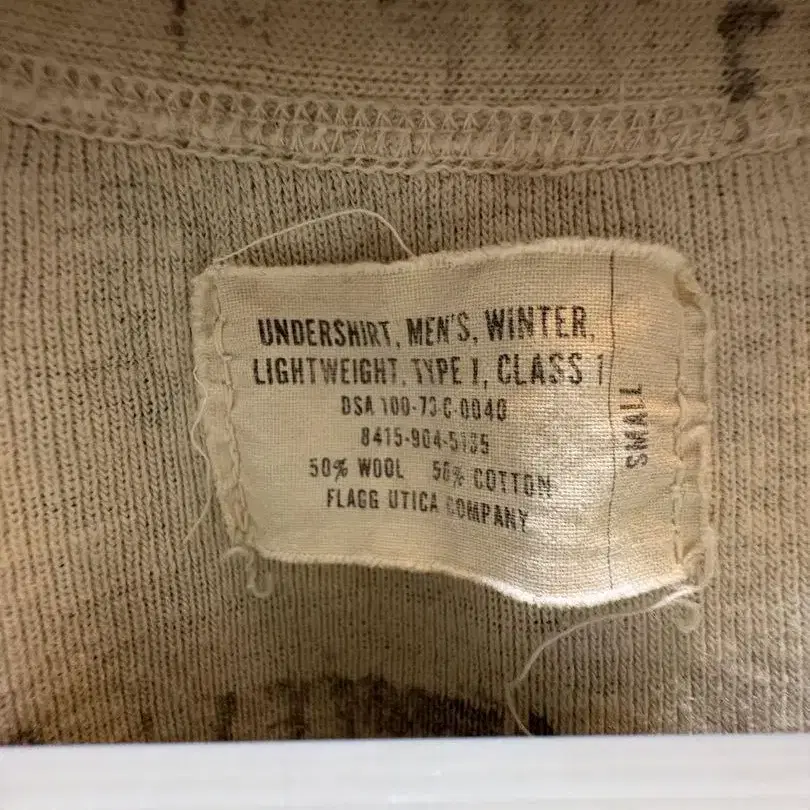 UNDERSHIRT, MEN'S, WINTER,
LIGHTWEIGHT, TYPE I, CLASS 1
DSA 100-73-C-0040
8415-904-5135
50% WOOL 50% COTTON
FLAGG UTICA COMPANY
SMALL